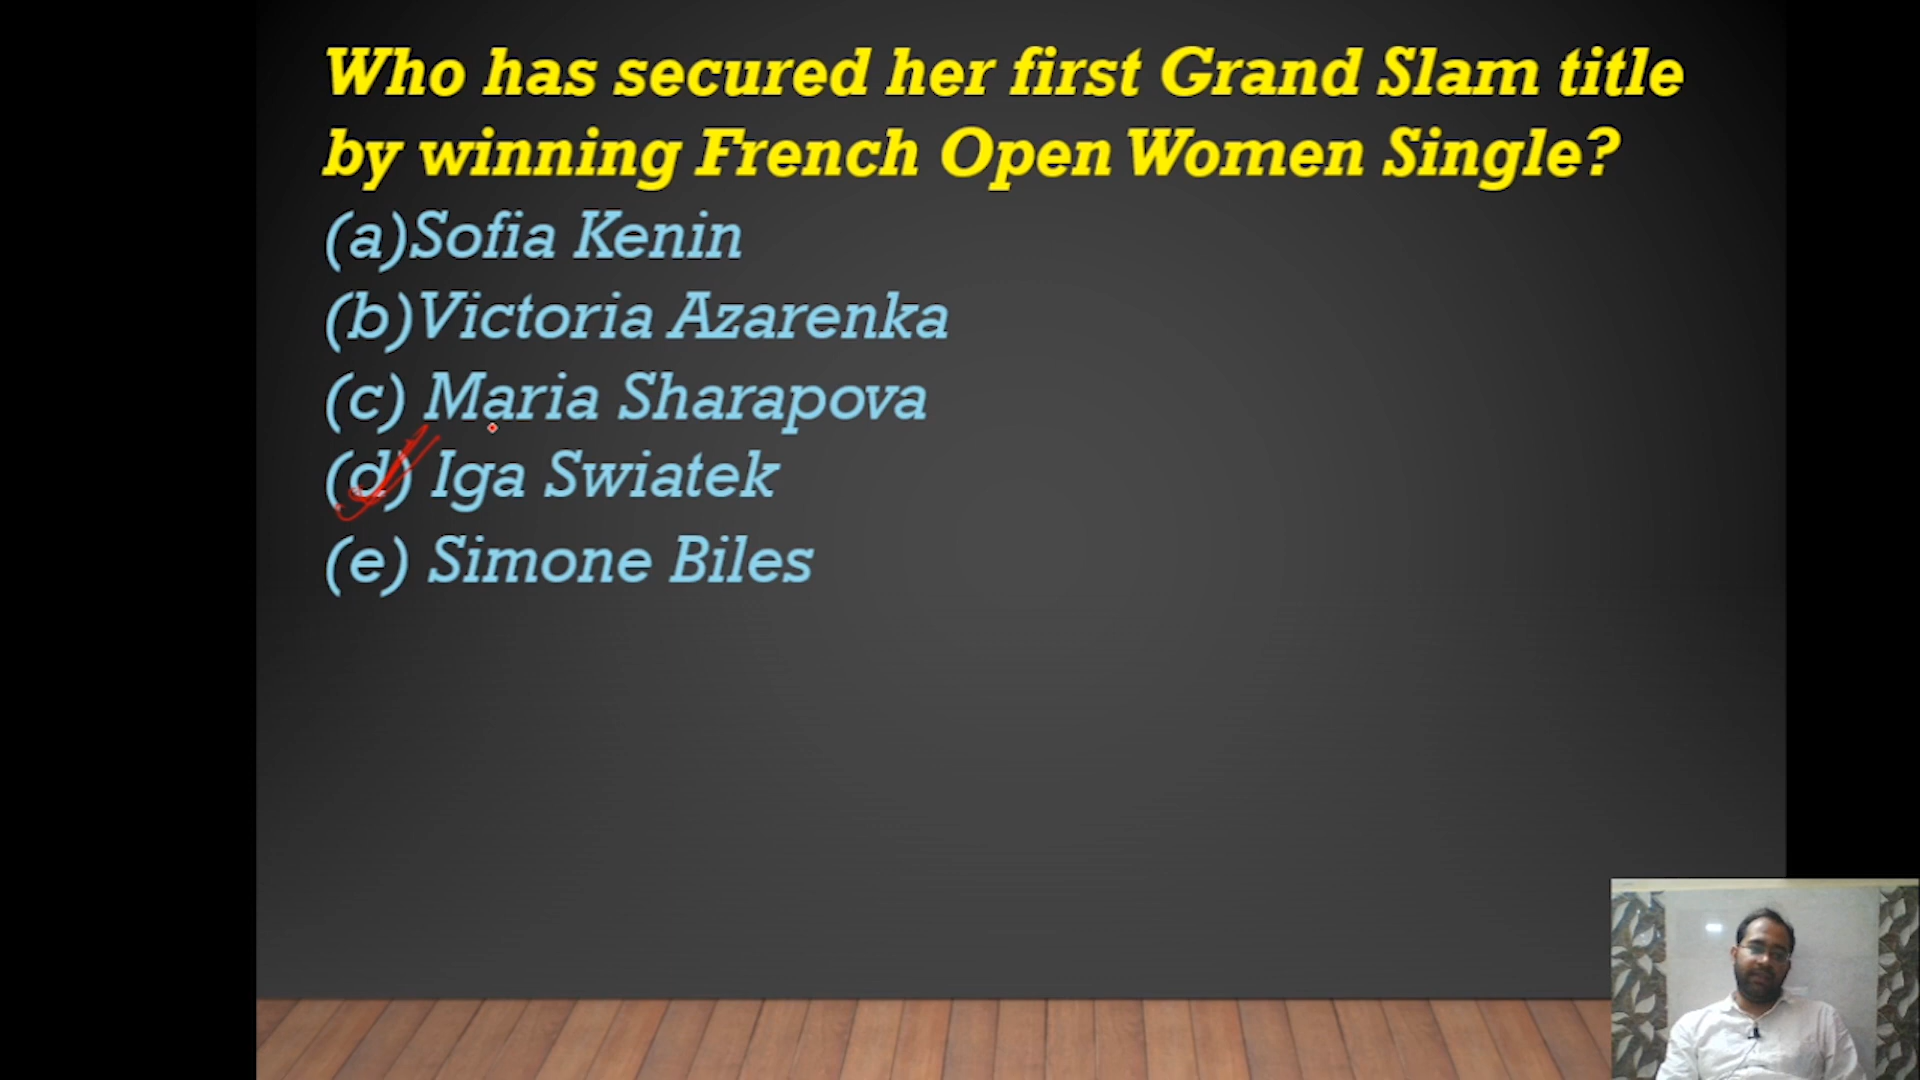 Who has secured her first Grand Slam title
by winning French Open Women Single?
(a)Sofia Kenin
(b)Victoria Azarenka
(c) Maria Sharapova
(d) Iga Swiatek
(e) Simone Biles